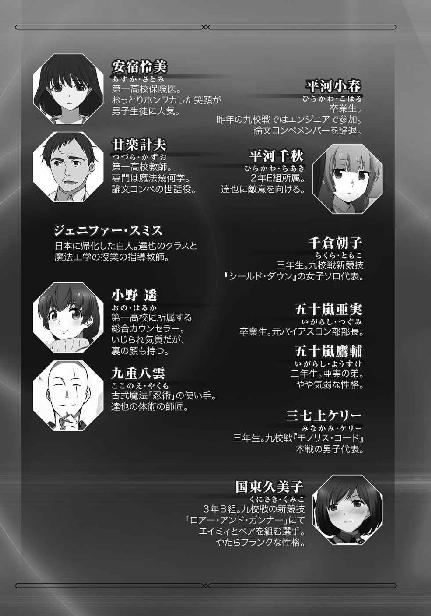 安宿怜美
あすか・さとみ
第一高校保険医。
おっとりホンワカした笑顔が
男子生徒に人気。
廿楽計夫
つづら・かずお
第一高校教師。
専門は魔法幾何学。
論文コンペの世話役。
ジェニファー・スミス
日本に帰化した白人。達也のクラスと
魔法工学の授業の指導教師。
小野 遥
おの・はるか
第一高校に所属する
総合カウンセラー。
いじられ気質だが、
裏の顔も持つ。
九重八雲
ここのえ・やくも
古式魔法『忍術』の使い手。
達也の体術の師匠。
平河小春
ひらかわ・こはる
卒業生。
昨年の九校戦ではエンジニアで参加。
論文コンペメンバーを辞退。
平河千秋
ひらかわ・ちあき
2年E組所属。
達也に敵意を向ける。
千倉朝子
ちくら・ともこ
三年生。九校戦新競技
『シールド・ダウン』の女子ソロ代表。
五十嵐亜実
いがらし・つぐみ
卒業生。元バイアスロン部部長。
五十嵐鷹輔
いがらし・ようすけ
二年生。亜実の弟。
やや気弱な性格。
三七上ケリー
みなかみ・ケリー
三年生。九校戦『モノリス・コード』
本戦の男子代表。
国東久美子
くにさき・くみこ
3年B組。九校戦の新競技
「ロアー・アンド・ガンナー」にて
エイミィとペアを組む選手。
やたらフランクな性格。